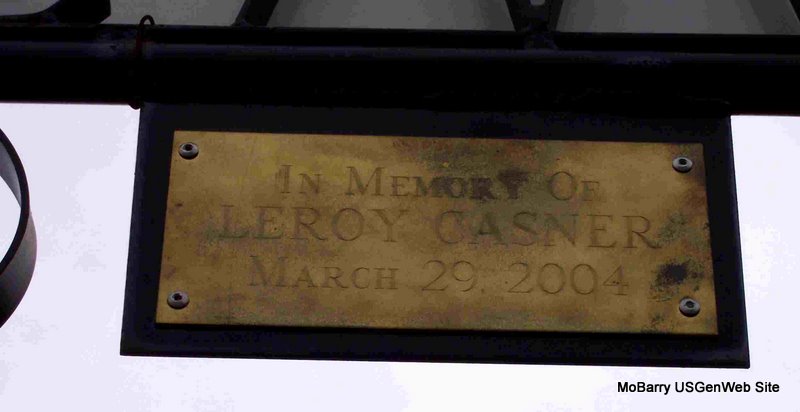 In Memory Of
LEROY CASNER
March 29, 2004
MoBarry USGenWeb Site